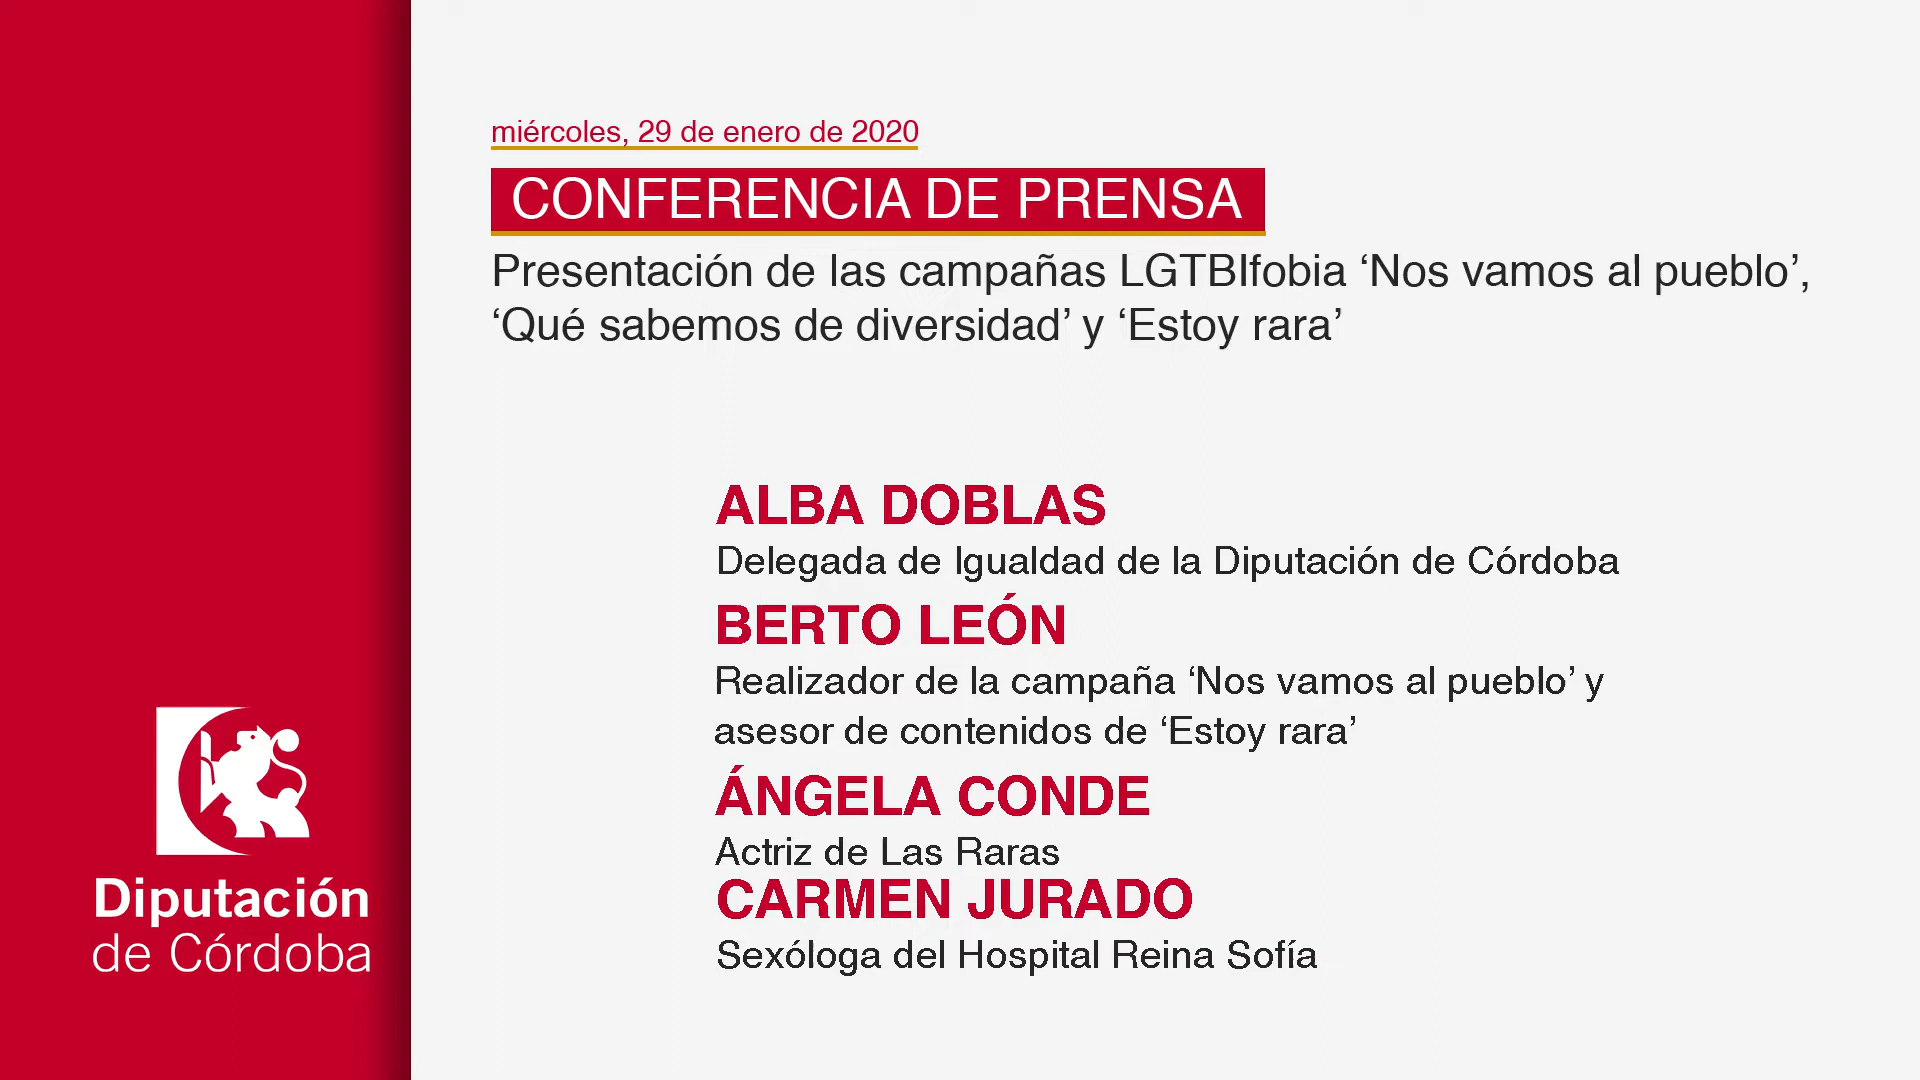 miércoles, 29 de enero de 2020
CONFERENCIA DE PRENSA
Presentación de las campañas LGTBIfobia ‘Nos vamos al pueblo’,
‘Qué sabemos de diversidad’ y ‘Estoy rara’
ALBA DOBLAS
Delegada de Igualdad de la Diputación de Córdoba
BERTO LEÓN
Realizador de la campaña ‘Nos vamos al pueblo’ y
asesor de contenidos de ‘Estoy rara’
ÁNGELA CONDE
Actriz de Las Raras
CARMEN JURADO
Sexóloga del Hospital Reina Sofía
Diputación
de Córdoba